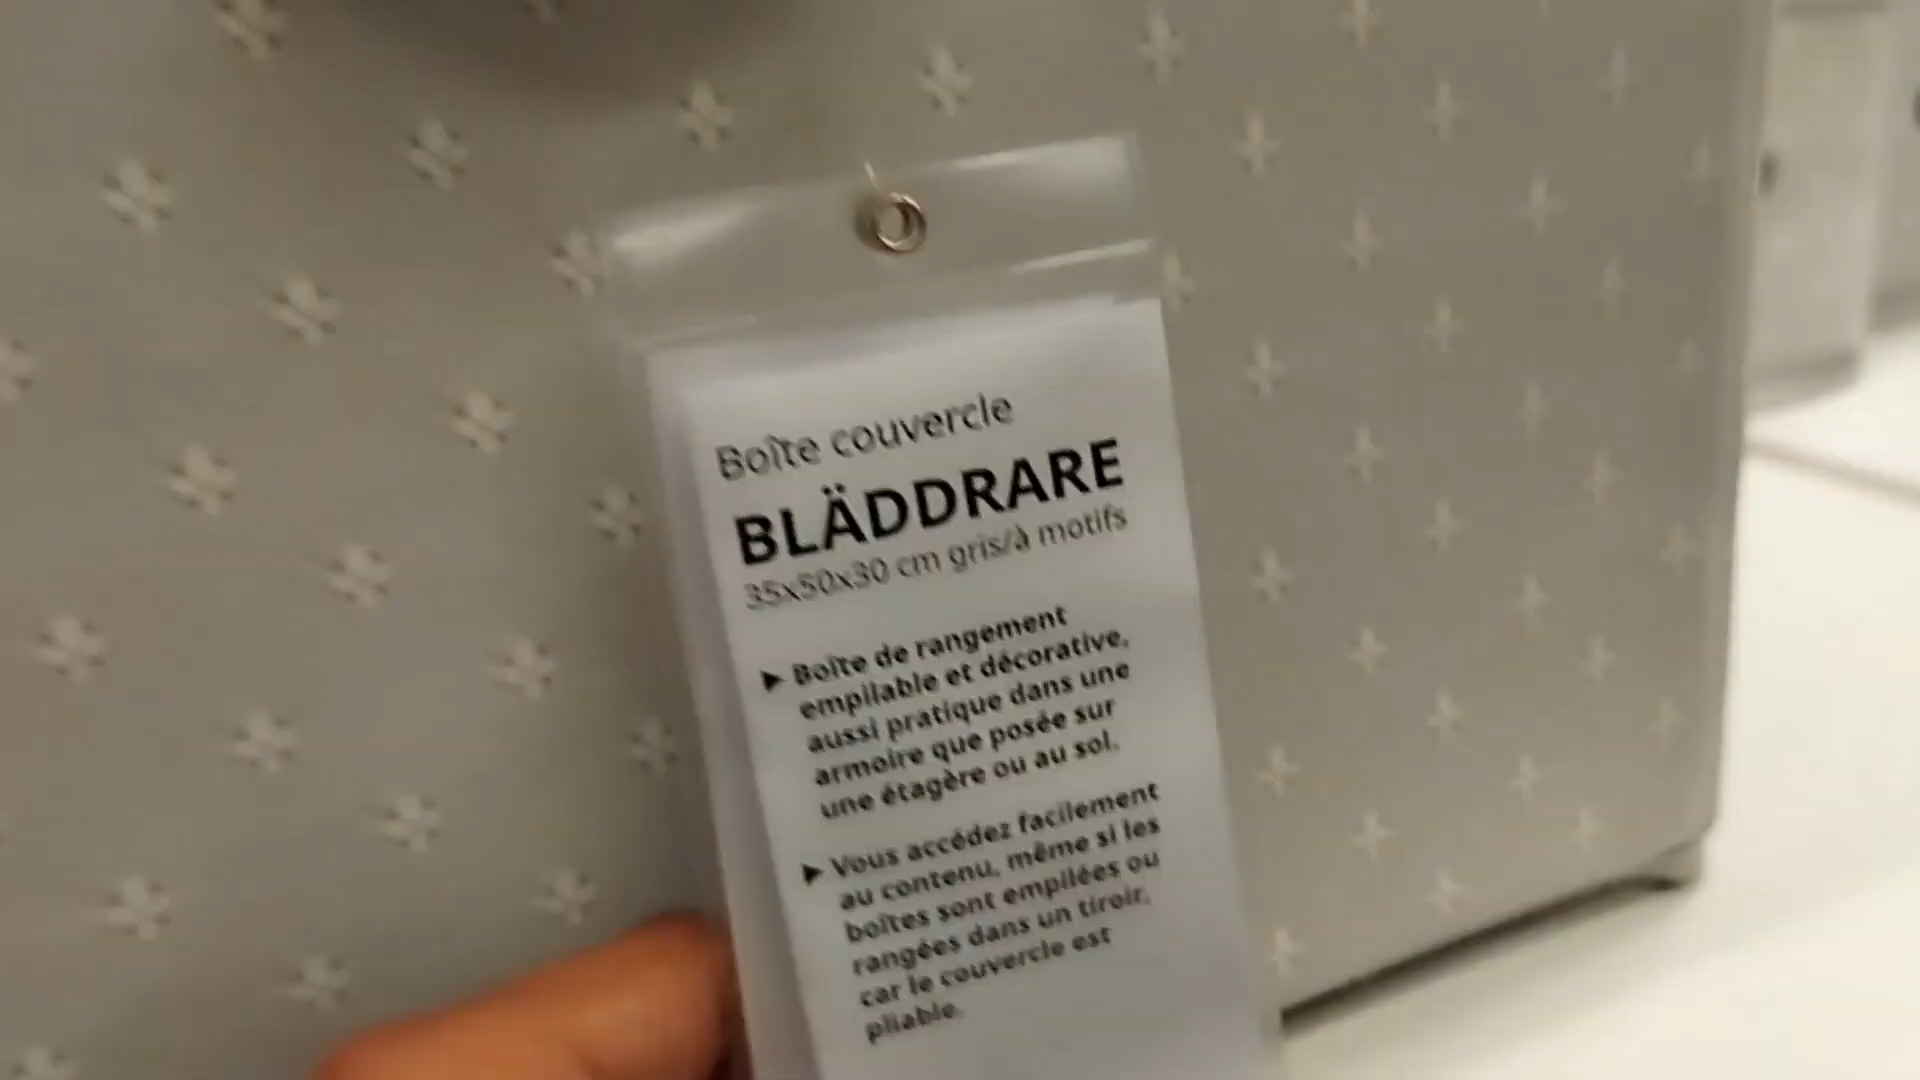 Boîte couvercle
BLÄDDRARE
35x50x30 cm gris/à motifs
▶ Boîte de rangement
empilable et décorative,
aussi pratique dans une
armoire que posée sur
une étagère ou au sol.
▶ Vous accédez facilement
au contenu, même si les
boîtes sont empilées ou
rangées dans un tiroir,
car le couvercle est
pliable.